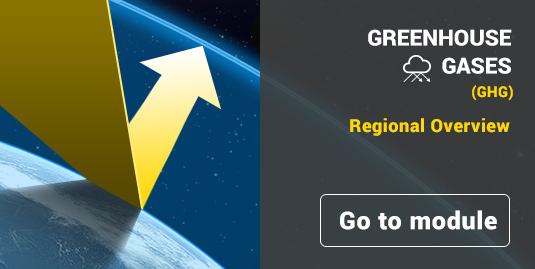 GREENHOUSE
GASES
(GHG)
Regional Overview
Go to module